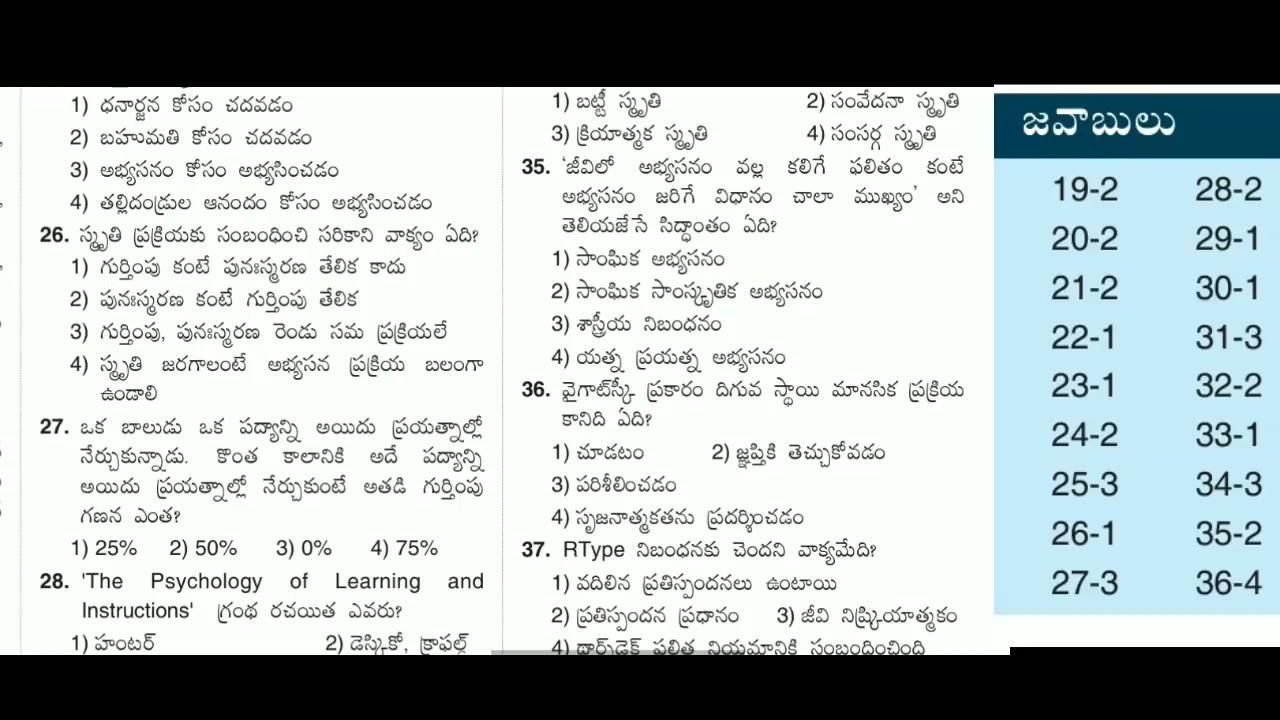 1) ధనార్జన కోసం చదవడం
2) బహుమతి కోసం చదవడం
3) అభ్యసనం కోసం అభ్యసించడం
4) తల్లిదండ్రుల ఆనందం కోసం అభ్యసించడం
26. స్మృతి ప్రక్రియకు సంబంధించి సరికాని వాక్యం ఏది?
1) గుర్తింపు కంటే పునఃస్మరణ తేలిక కాదు
2) పునఃస్మరణ కంటే గుర్తింపు తేలిక
3) గుర్తింపు, పునఃస్మరణ రెండు సమ ప్రక్రియలే
4) స్మృతి జరగాలంటే అభ్యసన ప్రక్రియ బలంగా
ఉండాలి
27. ఒక బాలుడు ఒక పద్యాన్ని అయిదు ప్రయత్నాల్లో
నేర్చుకున్నాడు. కొంత కాలానికి అదే పద్యాన్ని
అయిదు ప్రయత్నాల్లో నేర్చుకుంటే అతడి గుర్తింపు
గణన ఎంత?
1) 25% 2) 50% 3) 0% 4) 75%
28. 'The Psychology of Learning and
Instructions' గ్రంథ రచయిత ఎవరు?
1) హంటర్ 2) డెస్కికో, క్రాఫల్డ్
1) బట్టీ స్మృతి 2) సంవేదనా స్మృతి
3) క్రియాత్మక స్మృతి 4) సంసర్గ స్మృతి
35. 'జీవిలో అభ్యసనం వల్ల కలిగే ఫలితం కంటే
అభ్యసనం జరిగే విధానం చాలా ముఖ్యం' అని
తెలియజేసే సిద్ధాంతం ఏది?
1) సాంఘిక అభ్యసనం
2) సాంఘిక సాంస్కృతిక అభ్యసనం
3) శాస్త్రీయ నిబంధనం
4) యత్న ప్రయత్న అభ్యసనం
36. వైగాట్‌స్కీ ప్రకారం దిగువ స్థాయి మానసిక ప్రక్రియ
కానిది ఏది?
1) చూడటం 2) జ్ఞప్తికి తెచ్చుకోవడం
3) పరిశీలించడం
4) సృజనాత్మకతను ప్రదర్శించడం
37. RType నిబంధనకు చెందని వాక్యమేది?
1) వదిలిన ప్రతిస్పందనలు ఉంటాయి
2) ప్రతిస్పందన ప్రధానం 3) జీవి నిష్క్రియాత్మకం
4) థార్న్‌డైక్ ఫలిత నియమానికి సంబంధించింది
జవాబులు
19-2 28-2
20-2 29-1
21-2 30-1
22-1 31-3
23-1 32-2
24-2 33-1
25-3 34-3
26-1 35-2
27-3 36-4